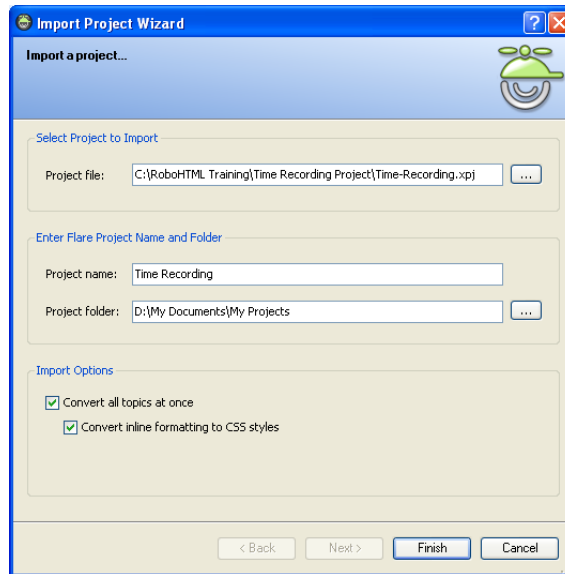 Import Project Wizard
Import a project...
Select Project to Import
Project file: C:\RoboHTML Training\Time Recording Project\Time-Recording.xpj ...
Enter Flare Project Name and Folder
Project name: Time Recording
Project folder: D:\My Documents\My Projects ...
Import Options
Convert all topics at once
Convert inline formatting to CSS styles
< Back Next > Finish Cancel